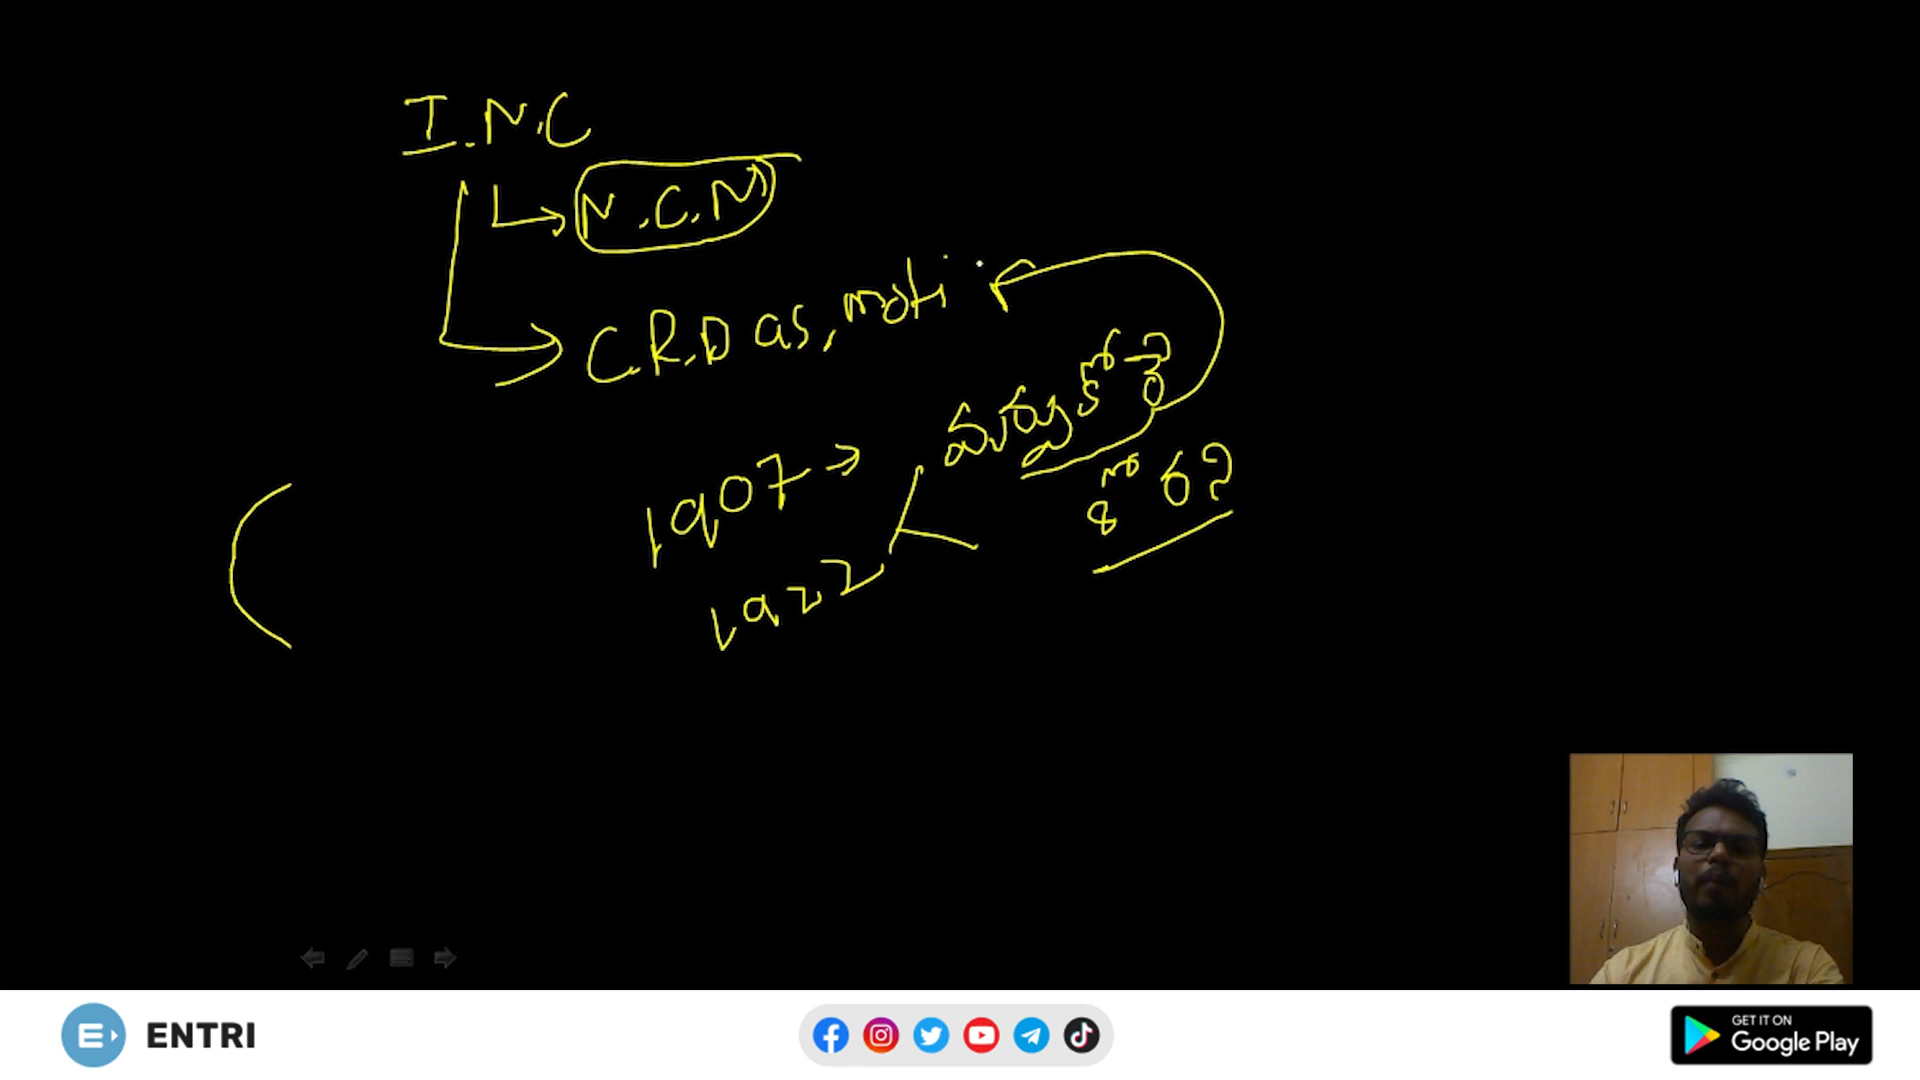 I.N.C
N.C.N
C.R.Das, moti
1907 →
1922
ENTRI
GET IT ON
Google Play